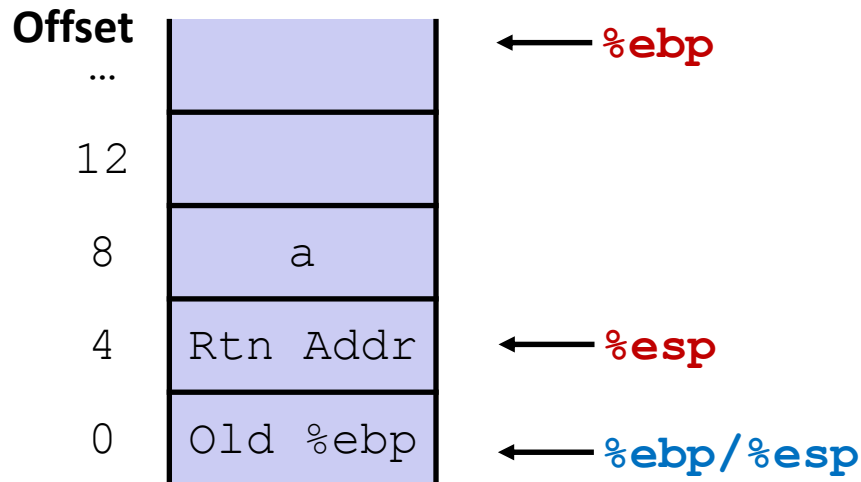 Offset
%ebp
…
12
8 a
4 Rtn Addr %esp
0 Old %ebp %ebp/%esp